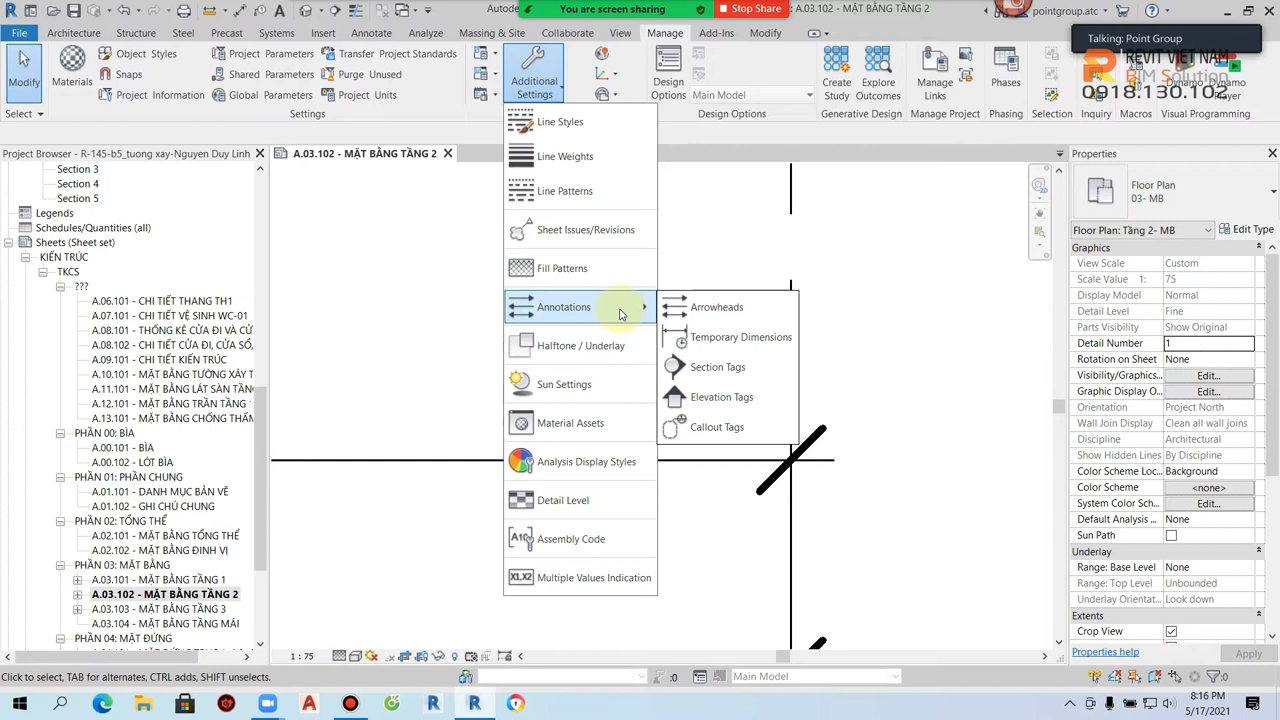 Autode
You are screen sharing
Stop Share
A.03.102 - MẶT BẰNG TẦNG 2
pointgroup.atc
File
Architecture
Structure
Steel
Precast
Systems
Insert
Annotate
Analyze
Massing & Site
Collaborate
View
Manage
Add-Ins
Modify
Talking: Point Group
REVIT VIET NAM
BIM Solution
0918.130.102
Modify
Materials
Object Styles
Snaps
Project Information
Project Parameters
Shared Parameters
Global Parameters
Transfer Project Standards
Purge Unused
Project Units
Additional
Settings
Design
Options
Main Model
Create
Study
Explore
Outcomes
Manage
Links
Phases
Select
Settings
Design Options
Generative Design
Manage Project
Phasing
Selection
Inquiry
Macros
Visual Programming
Line Styles
Line Weights
Line Patterns
Sheet Issues/Revisions
Fill Patterns
Annotations
Halftone / Underlay
Sun Settings
Material Assets
Analysis Display Styles
Detail Level
Assembly Code
Multiple Values Indication
Arrowheads
Temporary Dimensions
Section Tags
Elevation Tags
Callout Tags
Project Browser - R-145-b5_tuong xay-Nguyen Duy Li
A.03.102 - MẶT BẰNG TẦNG 2
Section 3
Section 4
Section 5
Legends
Schedules/Quantities (all)
Sheets (Sheet set)
KIẾN TRÚC
TKCS
???
A.06.101 - CHI TIẾT THANG TH1
A.07.101 - CHI TIẾT VỆ SINH VC-01
A.08.101 - THỐNG KÊ CỬA ĐI VÀ CỬ
A.08.102 - CHI TIẾT CỬA ĐI, CỬA SỔ,
A.09.101 - CHI TIẾT KIẾN TRÚC
A.10.101 - MẶT BẰNG TƯỜNG XÂY T
A.11.101 - MẶT BẰNG LÁT SÀN TẦN
A.12.101 - MẶT BẰNG TRẦN TẦNG 1
A.13.101 - MẶT BẰNG CHỐNG THẤM
PHẦN 00: BÌA
A.00.101 - BÌA
A.00.102 - LÓT BÌA
PHẦN 01: PHẦN CHUNG
A.01.101 - DANH MỤC BẢN VẼ
A.01.102 - GHI CHÚ CHUNG
PHẦN 02: TỔNG THỂ
A.02.101 - MẶT BẰNG TỔNG THỂ
A.02.102 - MẶT BẰNG ĐỊNH VỊ
PHẦN 03: MẶT BẰNG
A.03.101 - MẶT BẰNG TẦNG 1
A.03.102 - MẶT BẰNG TẦNG 2
A.03.103 - MẶT BẰNG TẦNG 3
A.03.104 - MẶT BẰNG TẦNG MÁI
PHẦN 04: MẶT ĐỨNG
Properties
Floor Plan
03- MB
Floor Plan: Tầng 2- MB
Edit Type
Graphics
View Scale Custom
Scale Value 1: 75
Display Model Normal
Detail Level Fine
Parts Visibility Show Original
Detail Number 1
Rotation on Sheet None
Visibility/Graphics... Edit...
Graphic Display O... Edit...
Orientation Project North
Wall Join Display Clean all wall joins
Discipline Architectural
Show Hidden Lines By Discipline
Color Scheme Loc... Background
Color Scheme <none>
System Color Sch... Edit...
Default Analysis ... None
Sun Path
Underlay
Range: Base Level None
Range: Top Level Unbounded
Underlay Orientat... Look down
Extents
Crop View
Properties help
Apply
1 : 75
Click to select, TAB for alternates, CTRL adds, SHIFT unselects.
:0
Main Model
:0
8:16 PM
5/17/2021